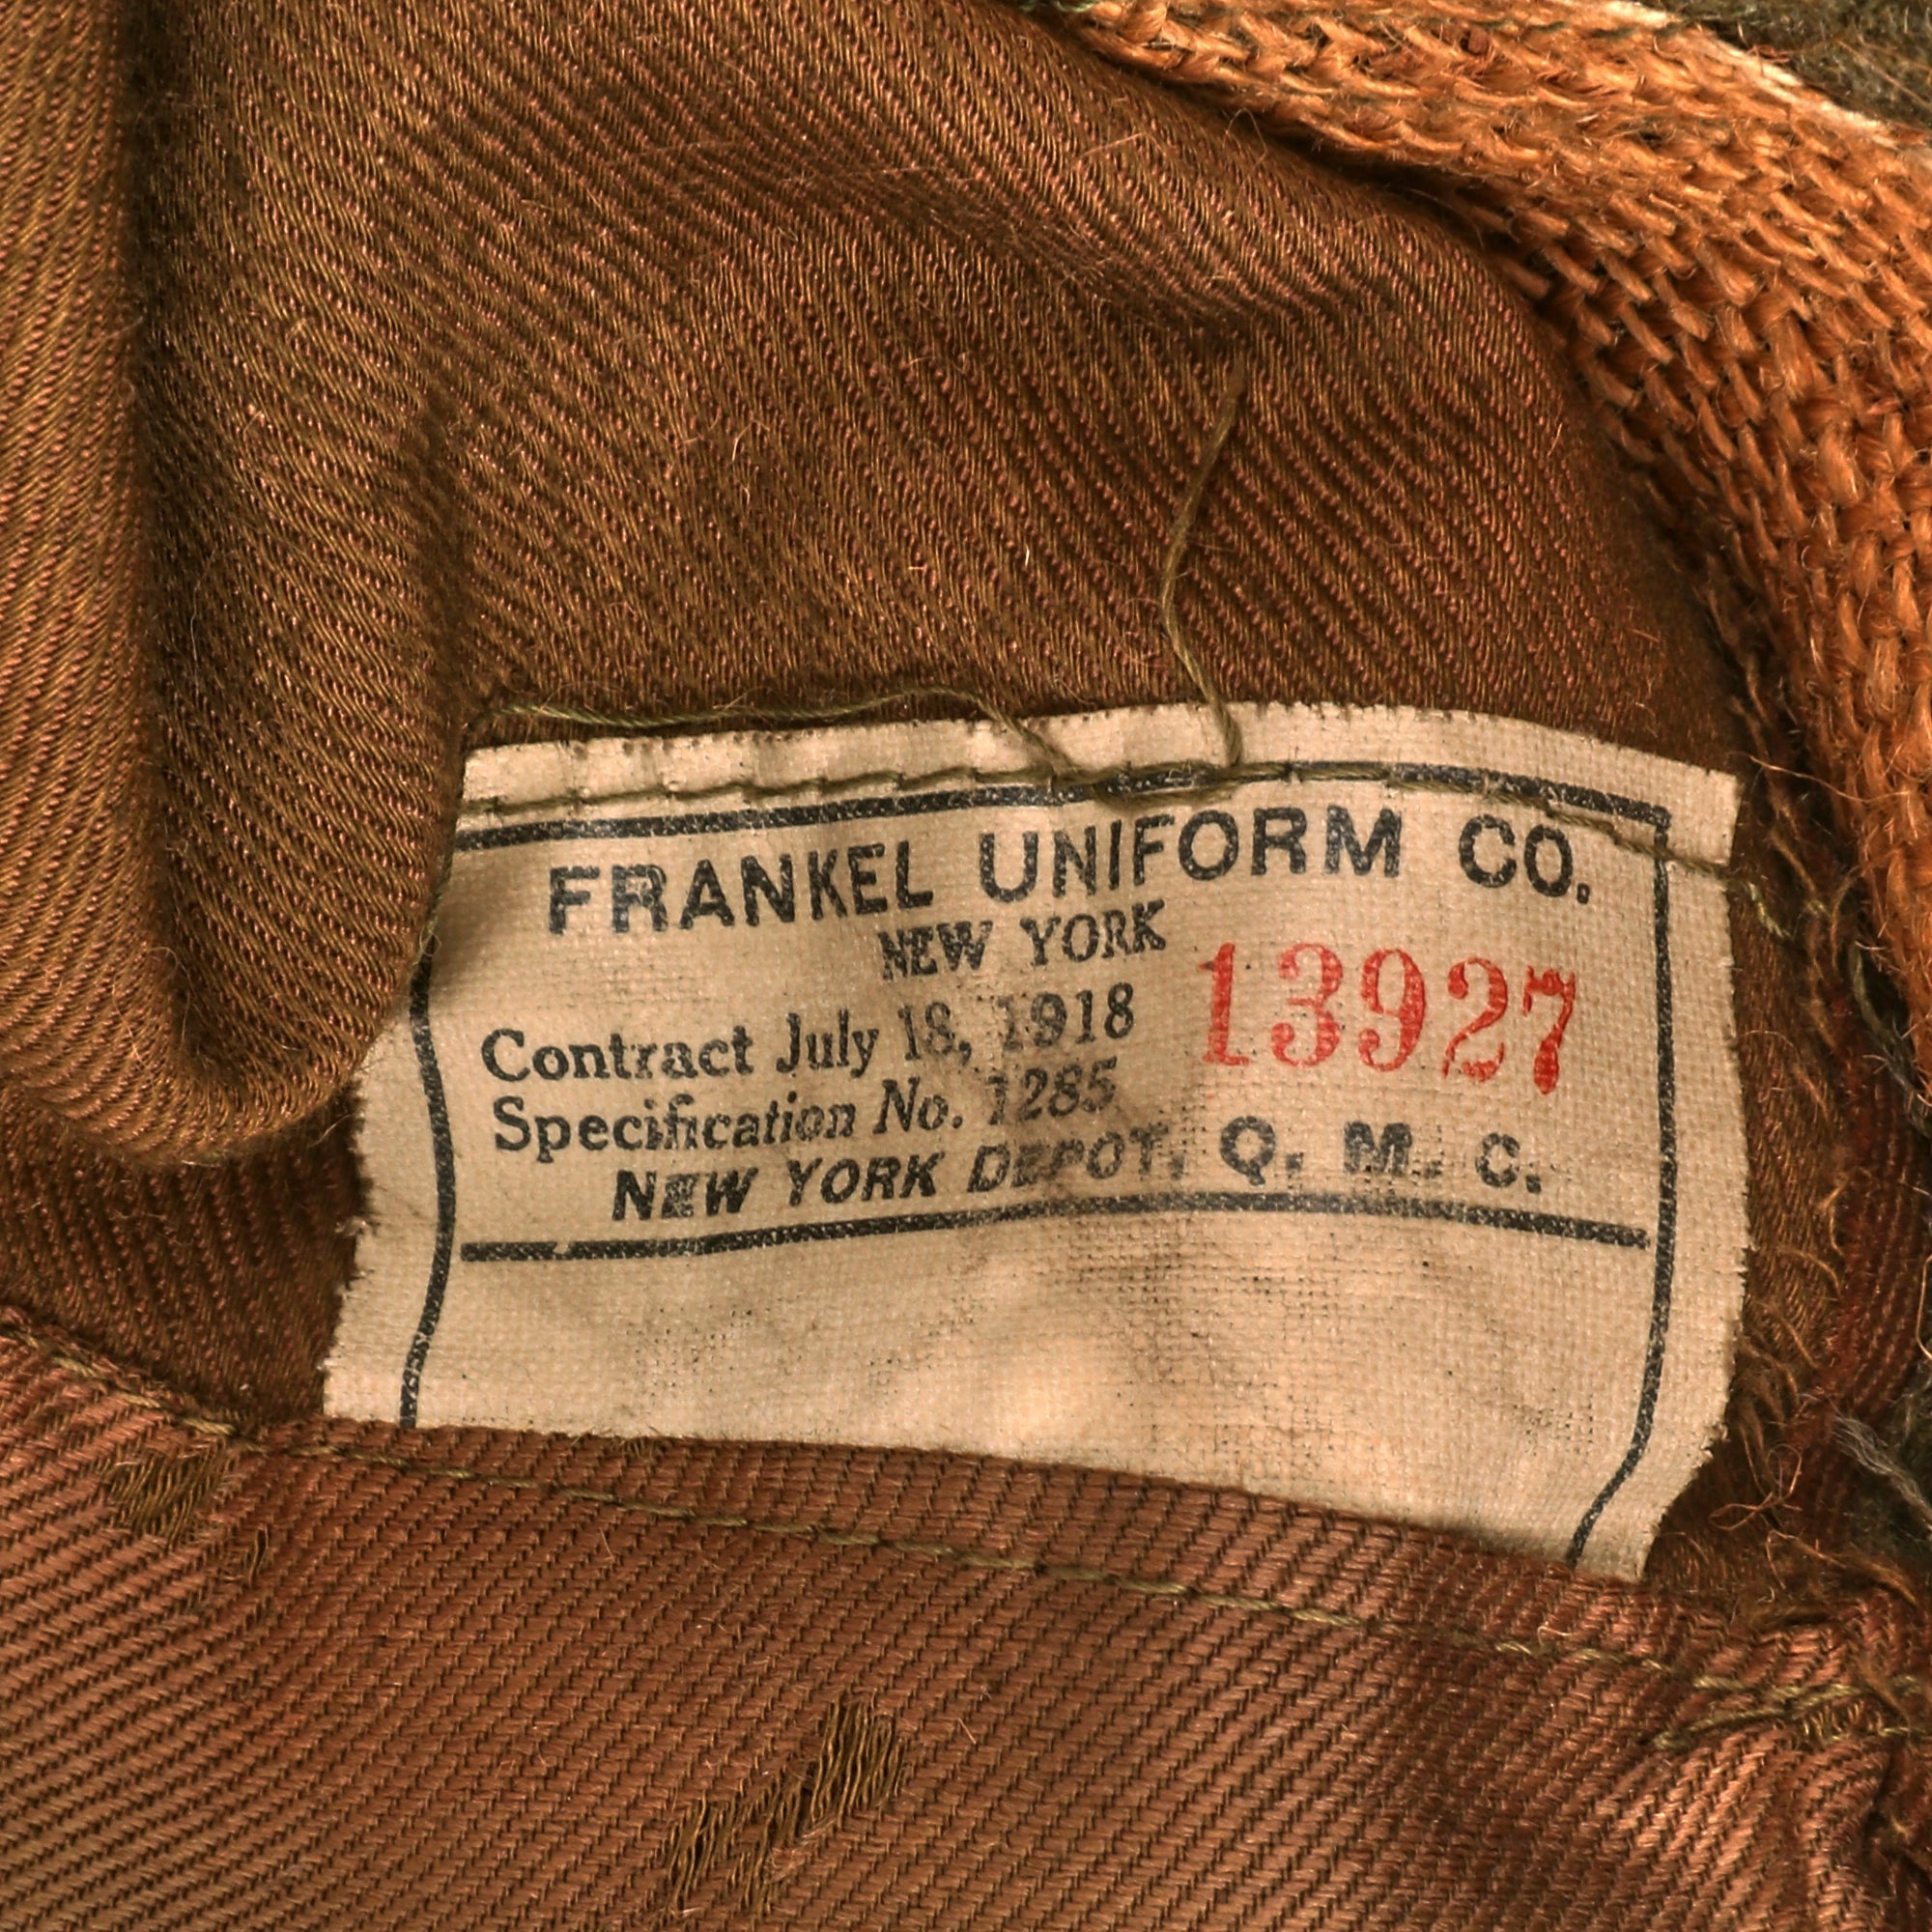 FRANKEL UNIFORM CO.
NEW YORK
13927
Contract July 18, 1918
Specification No. 1285
NEW YORK DEPOT, Q. M. C.